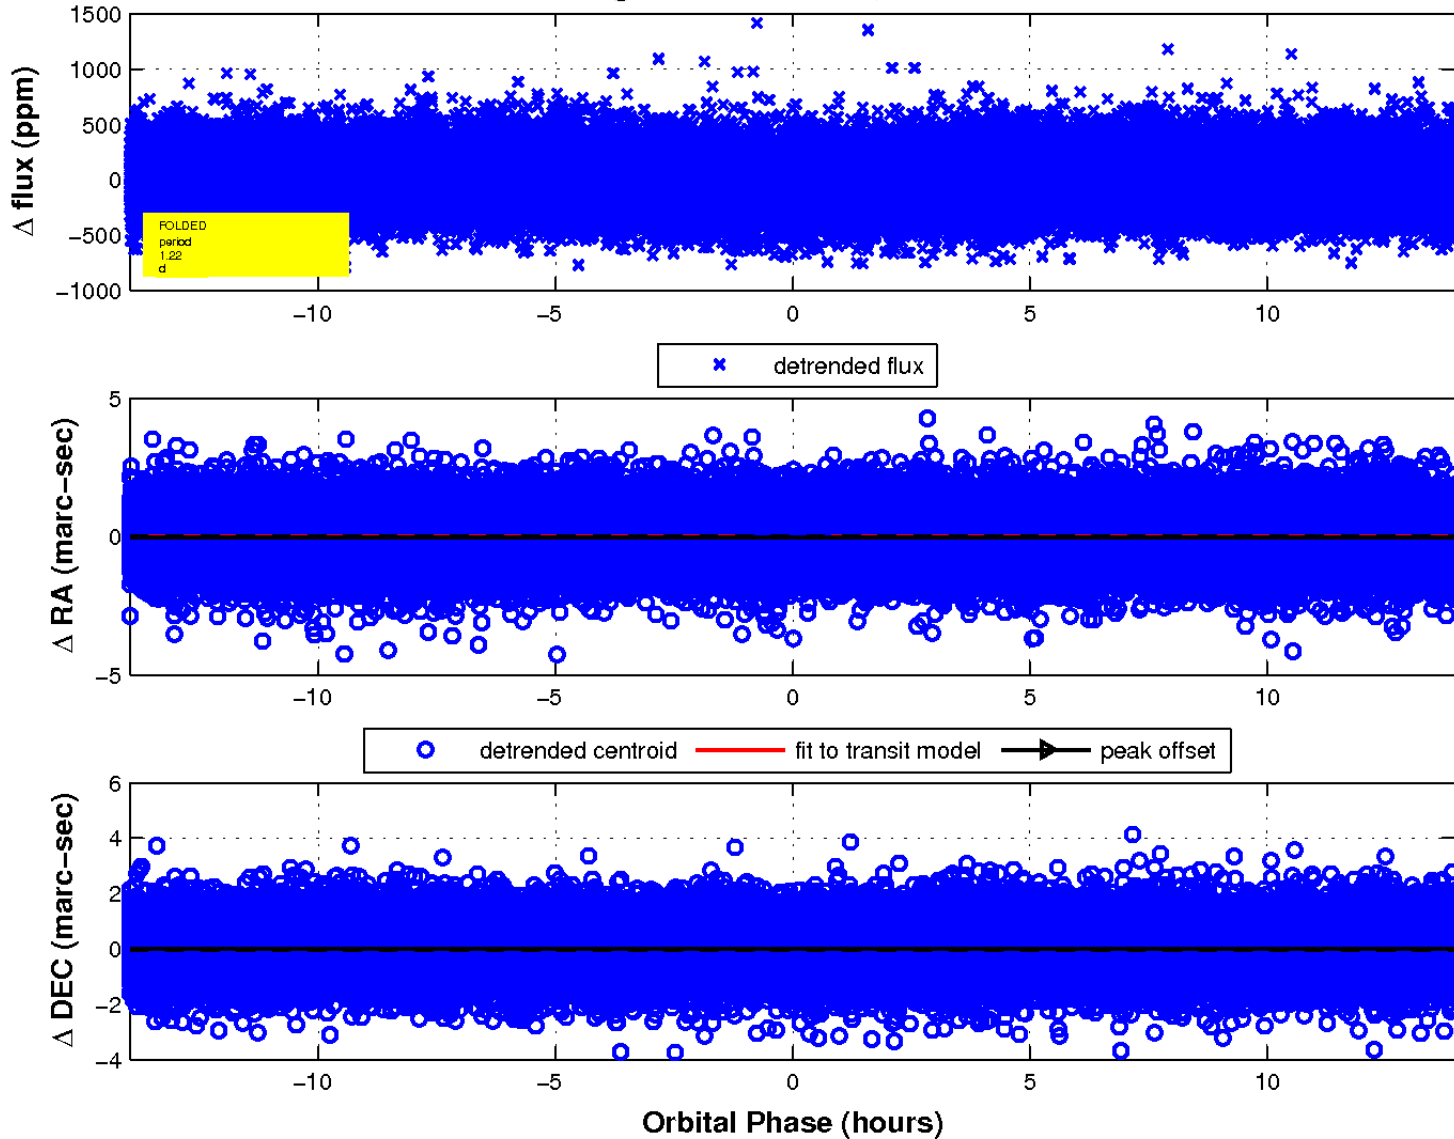 1500
1000
500
0
−500
−1000
Δ flux (ppm)
FOLDED
period
1.22
d
−10 −5 0 5 10
detrended flux
5
0
−5
Δ RA (marc−sec)
−10 −5 0 5 10
detrended centroid fit to transit model peak offset
6
4
2
0
−2
−4
Δ DEC (marc−sec)
−10 −5 0 5 10
Orbital Phase (hours)